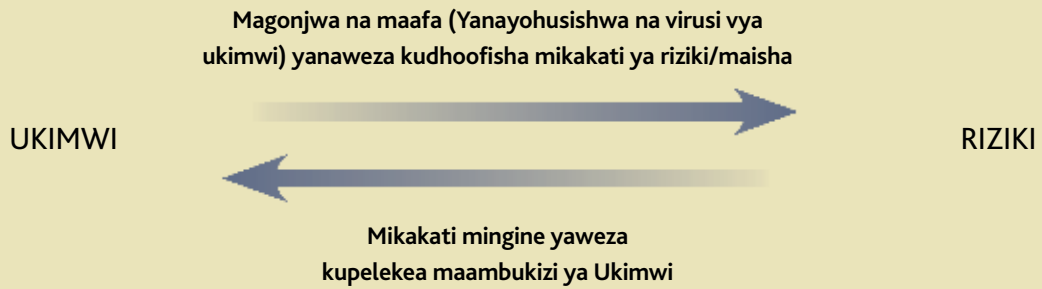 Magonjwa na maafa (Yanayohusishwa na virusi vya
ukimwi) yanaweza kudhoofisha mikakati ya riziki/maisha
UKIMWI
RIZIKI
Mikakati mingine yaweza
kupelekea maambukizi ya Ukimwi